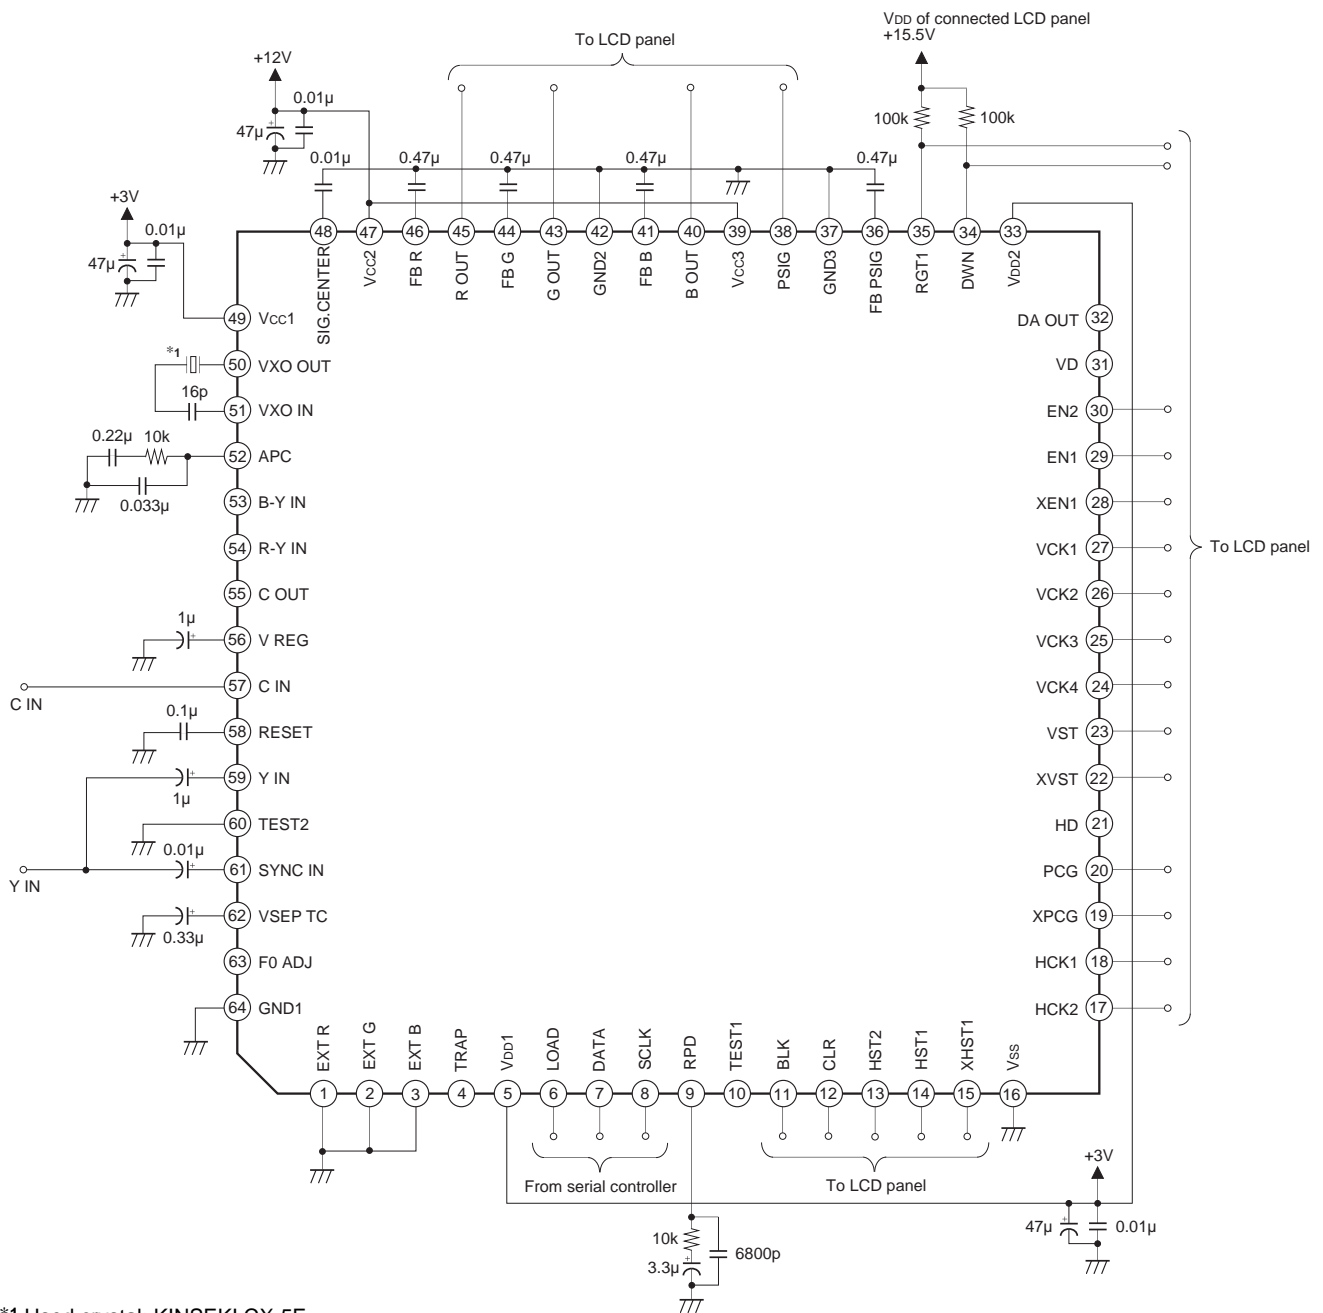 VDD of connected LCD panel
+15.5V
To LCD panel
+12V
0.01µ
47µ
100k
100k
0.01µ
0.47µ
0.47µ
0.47µ
0.47µ
+3V
0.01µ
47µ
48
47
46
45
44
43
42
41
40
39
38
37
36
35
34
33
SIG.CENTER
VCC2
FB R
R OUT
FB G
G OUT
GND2
FB B
B OUT
VCC3
PSIG
GND3
FB PSIG
RGT1
DWN
VDD2
49 VCC1
DA OUT 32
*1
50 VXO OUT
VD 31
16p
51 VXO IN
EN2 30
0.22µ 10k
52 APC
EN1 29
0.033µ
53 B-Y IN
XEN1 28
54 R-Y IN
VCK1 27
To LCD panel
55 C OUT
VCK2 26
1µ
56 V REG
VCK3 25
57 C IN
VCK4 24
C IN
0.1µ
58 RESET
VST 23
59 Y IN
XVST 22
1µ
60 TEST2
HD 21
0.01µ
61 SYNC IN
PCG 20
Y IN
62 VSEP TC
XPCG 19
0.33µ
63 F0 ADJ
HCK1 18
64 GND1
HCK2 17
EXT R
EXT G
EXT B
TRAP
VDD1
LOAD
DATA
SCLK
RPD
TEST1
BLK
CLR
HST2
HST1
XHST1
VSS
1
2
3
4
5
6
7
8
9
10
11
12
13
14
15
16
From serial controller
To LCD panel
+3V
47µ
0.01µ
10k
3.3µ
6800p